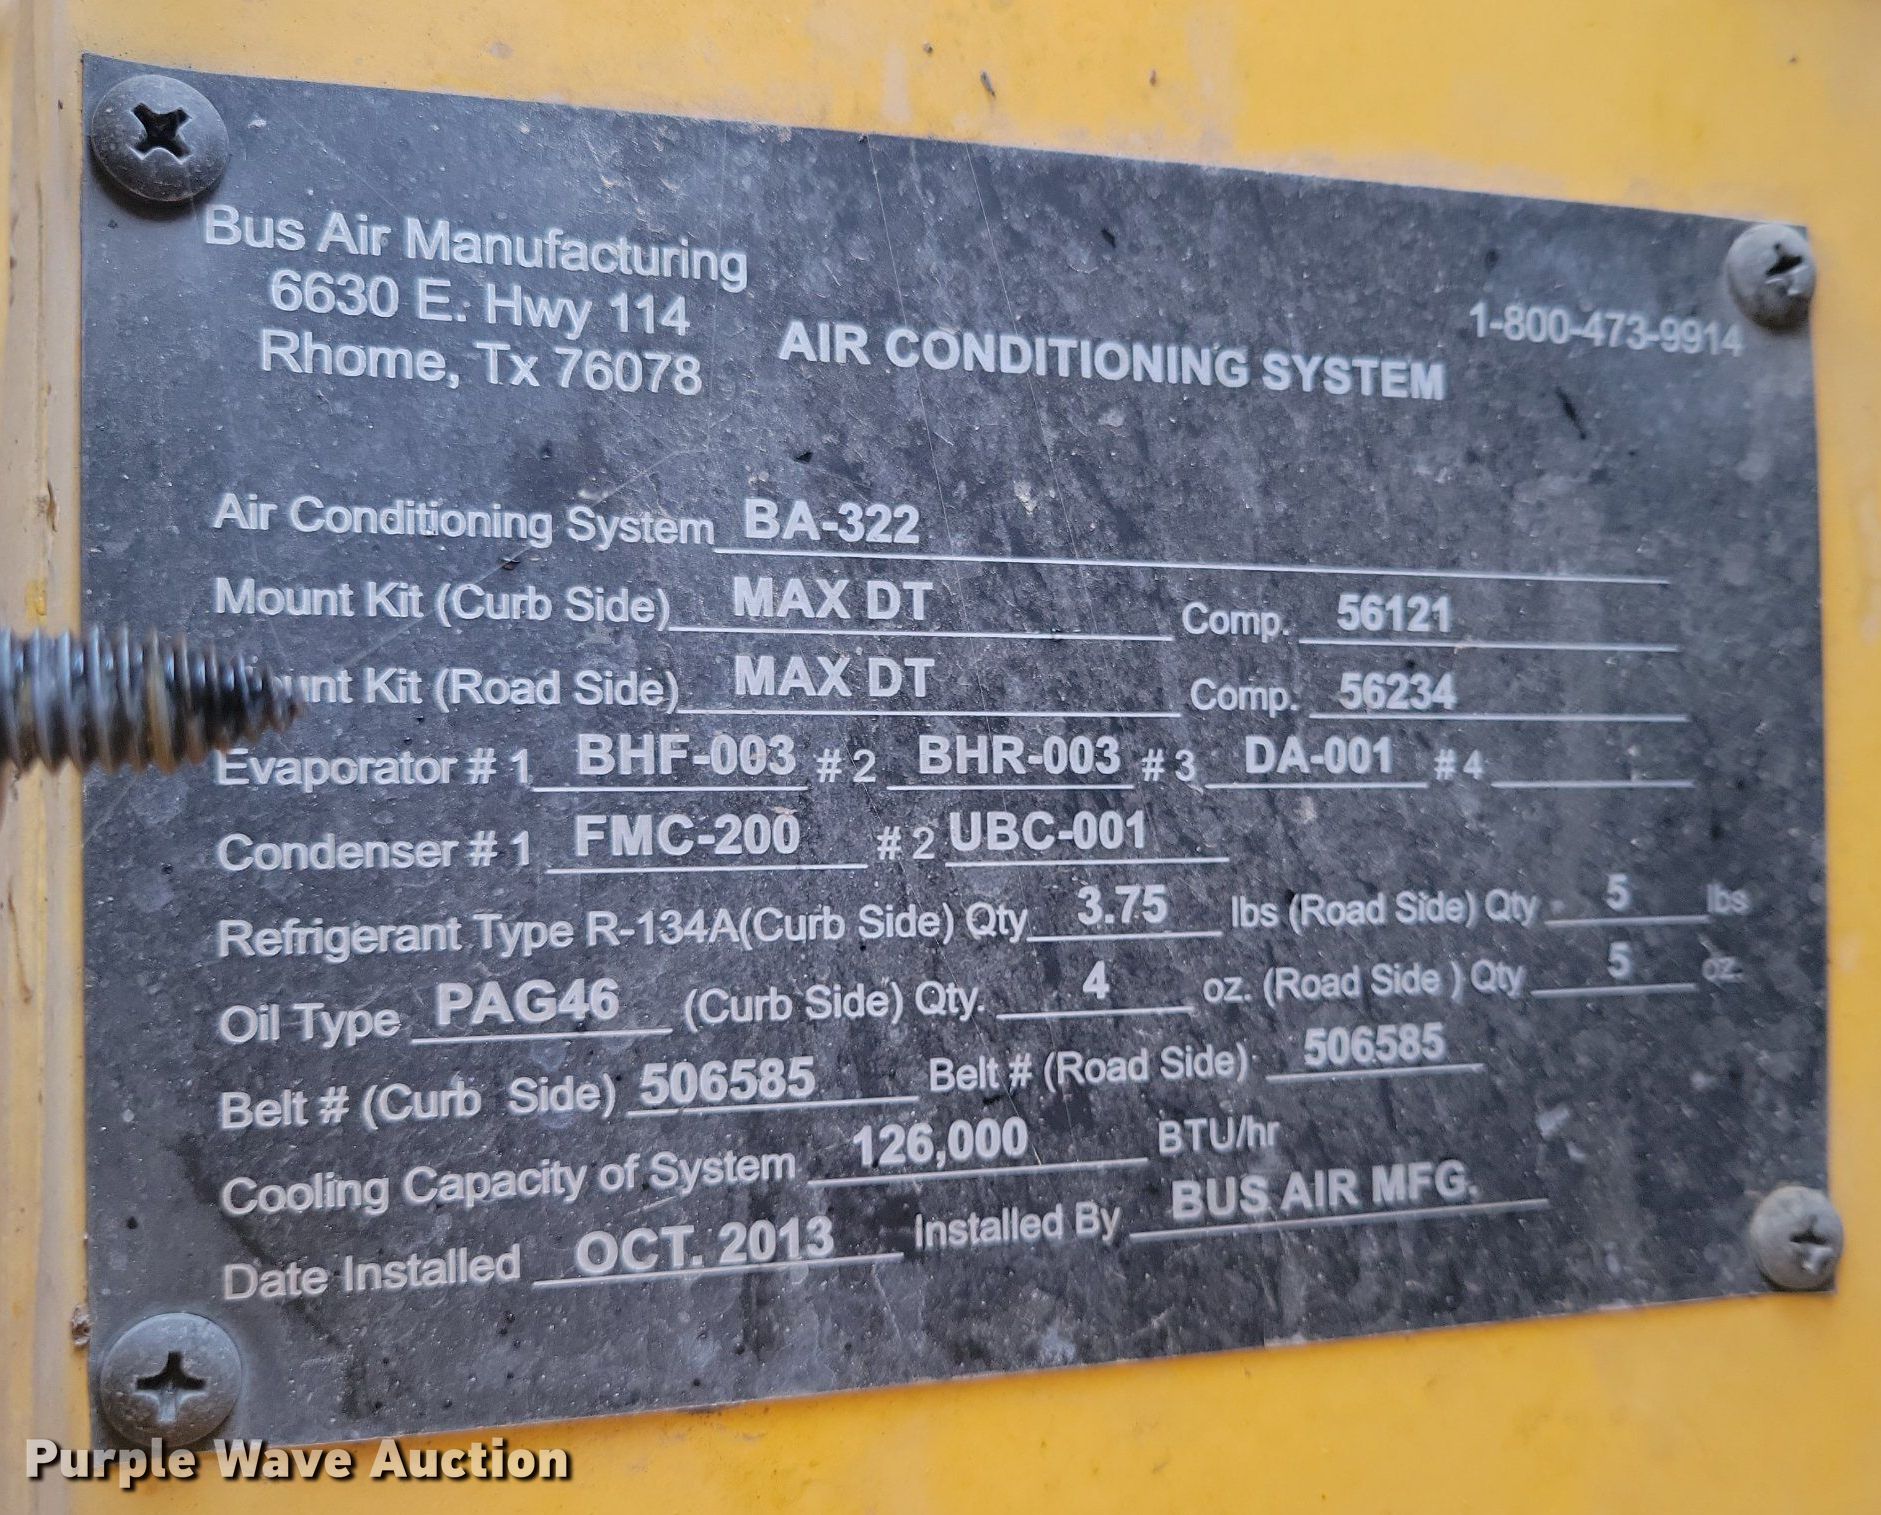 Bus Air Manufacturing
6630 E. Hwy 114
Rhome, Tx 76078
AIR CONDITIONING SYSTEM
1-800-473-9914
Air Conditioning System BA-322
Mount Kit (Curb Side) MAX DT Comp. 56121
unt Kit (Road Side) MAX DT Comp. 56234
Evaporator # 1 BHF-003 # 2 BHR-003 # 3 DA-001 # 4
Condenser # 1 FMC-200 # 2 UBC-001
Refrigerant Type R-134A(Curb Side) Qty 3.75 lbs (Road Side) Qty 5 lbs
Oil Type PAG46 (Curb Side) Qty. 4 oz. (Road Side ) Qty 5 oz.
Belt # (Curb Side) 506585 Belt # (Road Side) 506585
Cooling Capacity of System 126,000 BTU/hr
Date Installed OCT. 2013 Installed By BUS AIR MFG.
Purple Wave Auction